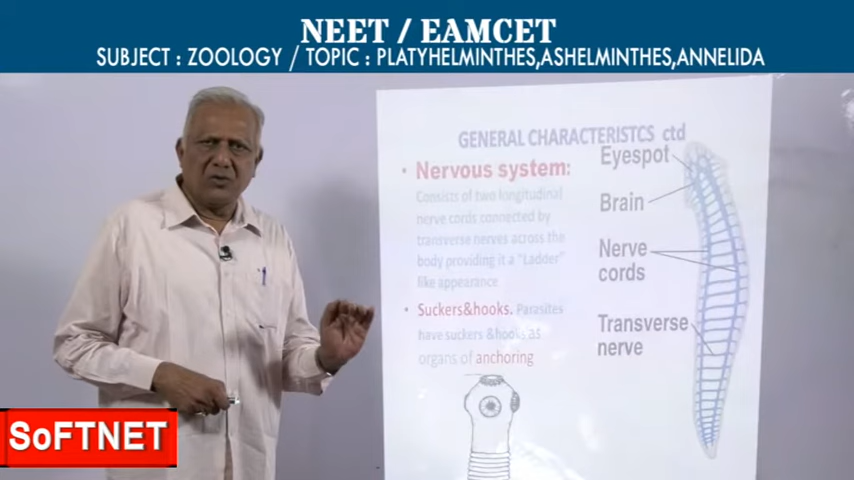 NEET / EAMCET
SUBJECT : ZOOLOGY / TOPIC : PLATYHELMINTHES,ASHELMINTHES,ANNELIDA
GENERAL CHARACTERISTCS ctd
• Nervous system:
Consists of two longitudinal
nerve cords connected by
transverse nerves across the
body providing it a "Ladder"
like appearance
• Suckers&hooks. Parasites
have suckers &hooks as
organs of anchoring
Eyespot
Brain
Nerve
cords
Transverse
nerve
SoFTNET